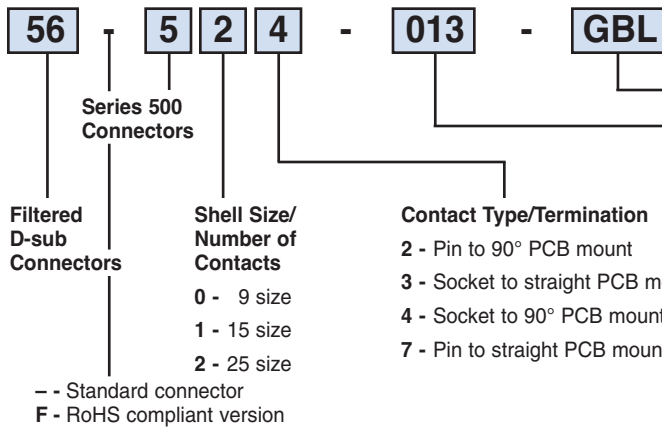 56 - 5 2 4 - 013 - GBL
Series 500
Connectors
Filtered
D-sub
Connectors
Shell Size/
Number of
Contacts
0 - 9 size
1 - 15 size
2 - 25 size
– - Standard connector
F - RoHS compliant version
Contact Type/Termination
2 - Pin to 90° PCB mount
3 - Socket to straight PCB m
4 - Socket to 90° PCB mount
7 - Pin to straight PCB moun